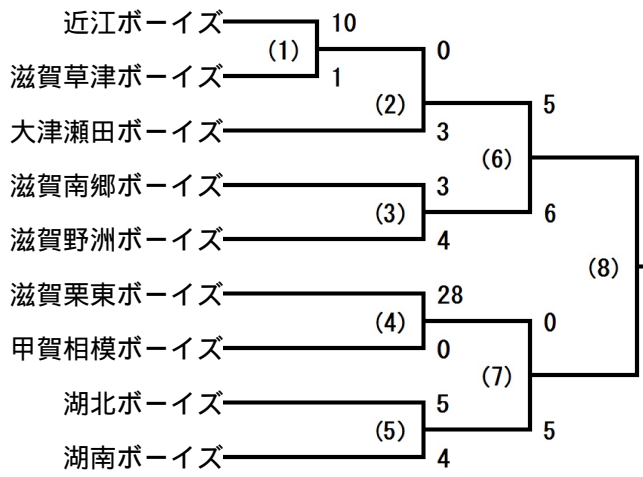 近江ボーイズ 10
(1) 0
滋賀草津ボーイズ 1
(2) 5
大津瀬田ボーイズ 3
(6)
滋賀南郷ボーイズ 3
(3) 6
滋賀野洲ボーイズ 4
(8)
滋賀栗東ボーイズ 28
(4) 0
甲賀相模ボーイズ 0
(7)
湖北ボーイズ 5
(5) 5
湖南ボーイズ 4